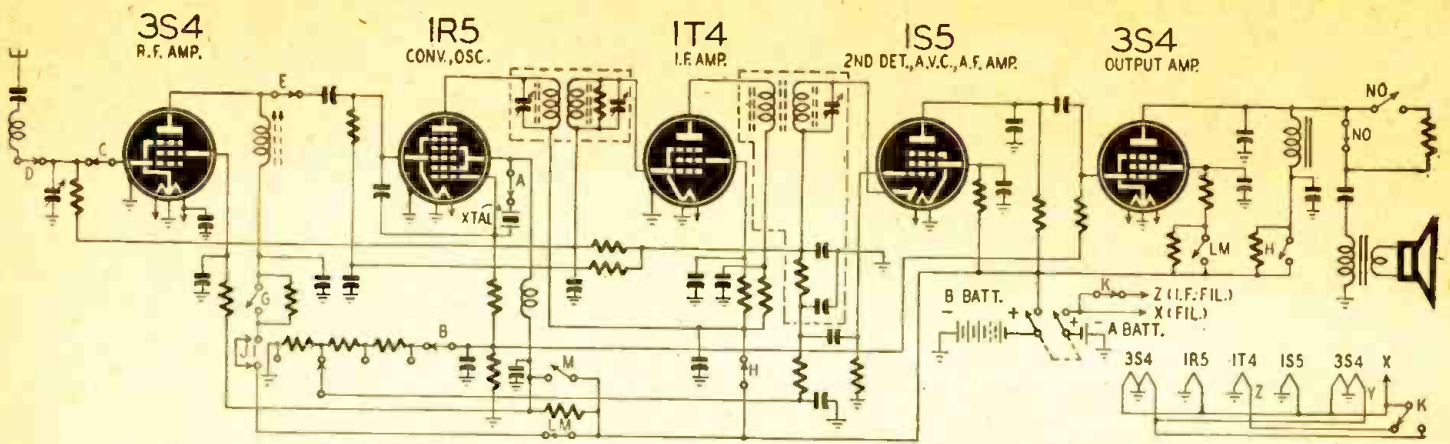 3S4
R.F. AMP.
1R5
CONV., OSC.
1T4
I.F. AMP.
1S5
2ND DET., A.V.C., A.F. AMP.
3S4
OUTPUT AMP.
NO
NO
E
C
D
A
XTAL
G
J
B
M
LM
H
LM
H
K
Z (I.F. FIL.)
X (FIL.)
B BATT.
- +
+ -
A BATT.
3S4 1R5 1T4 1S5 3S4 X
Z Y K